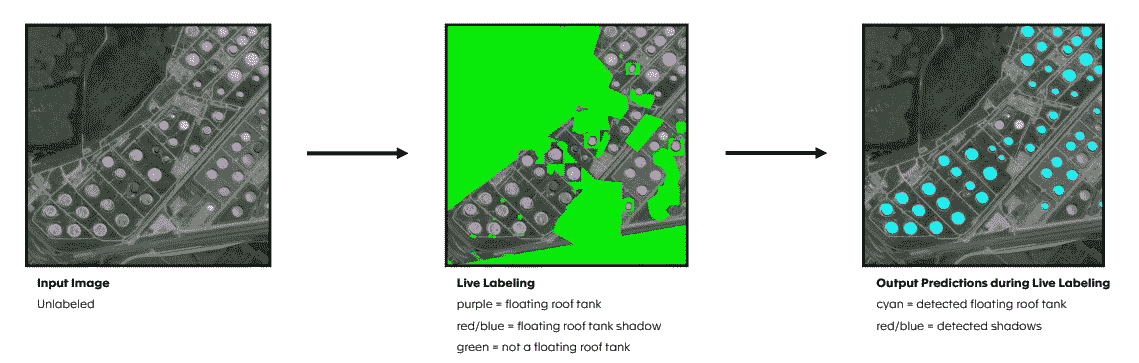 Input Image
Unlabeled
Live Labeling
purple = floating roof tank
red/blue = floating roof tank shadow
green = not a floating roof tank
Output Predictions during Live Labeling
cyan = detected floating roof tank
red/blue = detected shadows